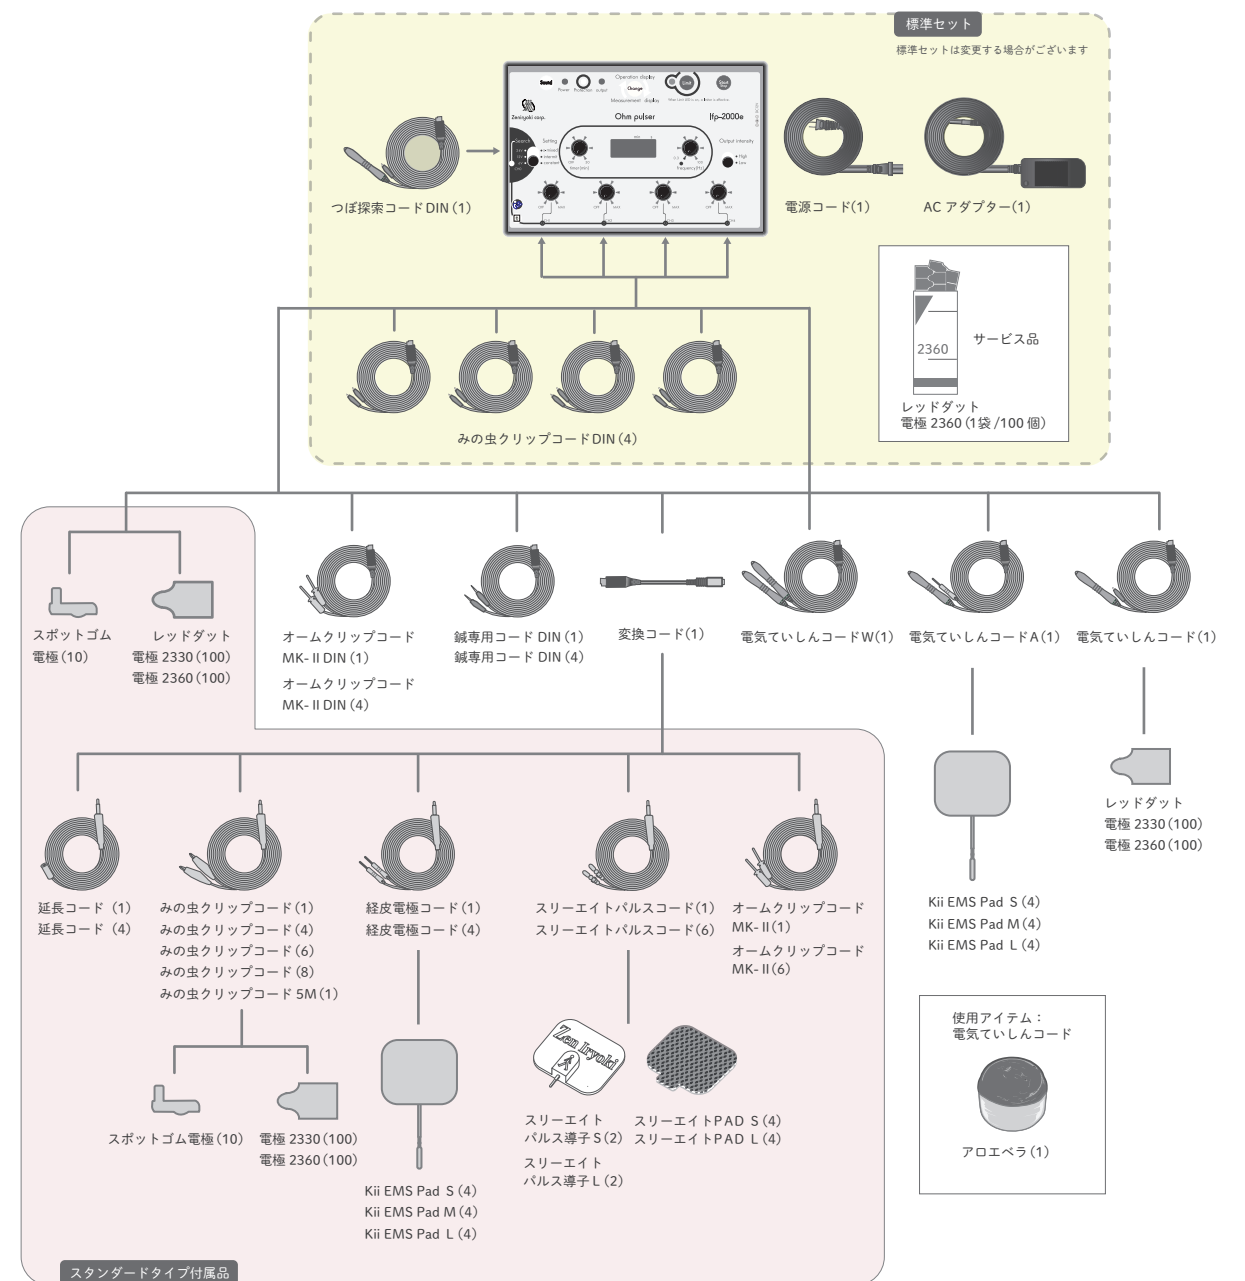 標準セット
標準セットは変更する場合がございます
Sound
Power
Protection
output
Operation display
Change
Measurement display
Start
Zeniryoki corp.
Ohm pulser
lfp-2000e
Search
Setting
Output intensity
High
Low
Timer(min)
Frequency(Hz)
つぼ探索コードDIN(1)
電源コード(1)
AC アダプター(1)
2360
サービス品
レッドダット
電極 2360(1袋/100個)
みの虫クリップコードDIN(4)
スポットゴム
電極(10)
レッドダット
電極 2330(100)
電極 2360(100)
オームクリップコード
MK-ⅡDIN(1)
オームクリップコード
MK-ⅡDIN(4)
鍼専用コード DIN(1)
鍼専用コード DIN(4)
変換コード(1)
電気ていしんコードW(1)
電気ていしんコードA(1)
電気ていしんコード(1)
レッドダット
電極 2330(100)
電極 2360(100)
Kii EMS Pad S(4)
Kii EMS Pad M(4)
Kii EMS Pad L(4)
延長コード (1)
延長コード (4)
みの虫クリップコード(1)
みの虫クリップコード(4)
みの虫クリップコード(6)
みの虫クリップコード(8)
みの虫クリップコード 5M(1)
経皮電極コード(1)
経皮電極コード(4)
スリーエイトパルスコード(1)
スリーエイトパルスコード(6)
オームクリップコード
MK-Ⅱ(1)
オームクリップコード
MK-Ⅱ(6)
スポットゴム電極(10)
電極 2330(100)
電極 2360(100)
Kii EMS Pad S(4)
Kii EMS Pad M(4)
Kii EMS Pad L(4)
Zen Iryoki
スリーエイト
パルス導子S(2)
スリーエイト
パルス導子L(2)
スリーエイトPAD S(4)
スリーエイトPAD L(4)
使用アイテム：
電気ていしんコード
アロエベラ(1)
スタンダードタイプ付属品